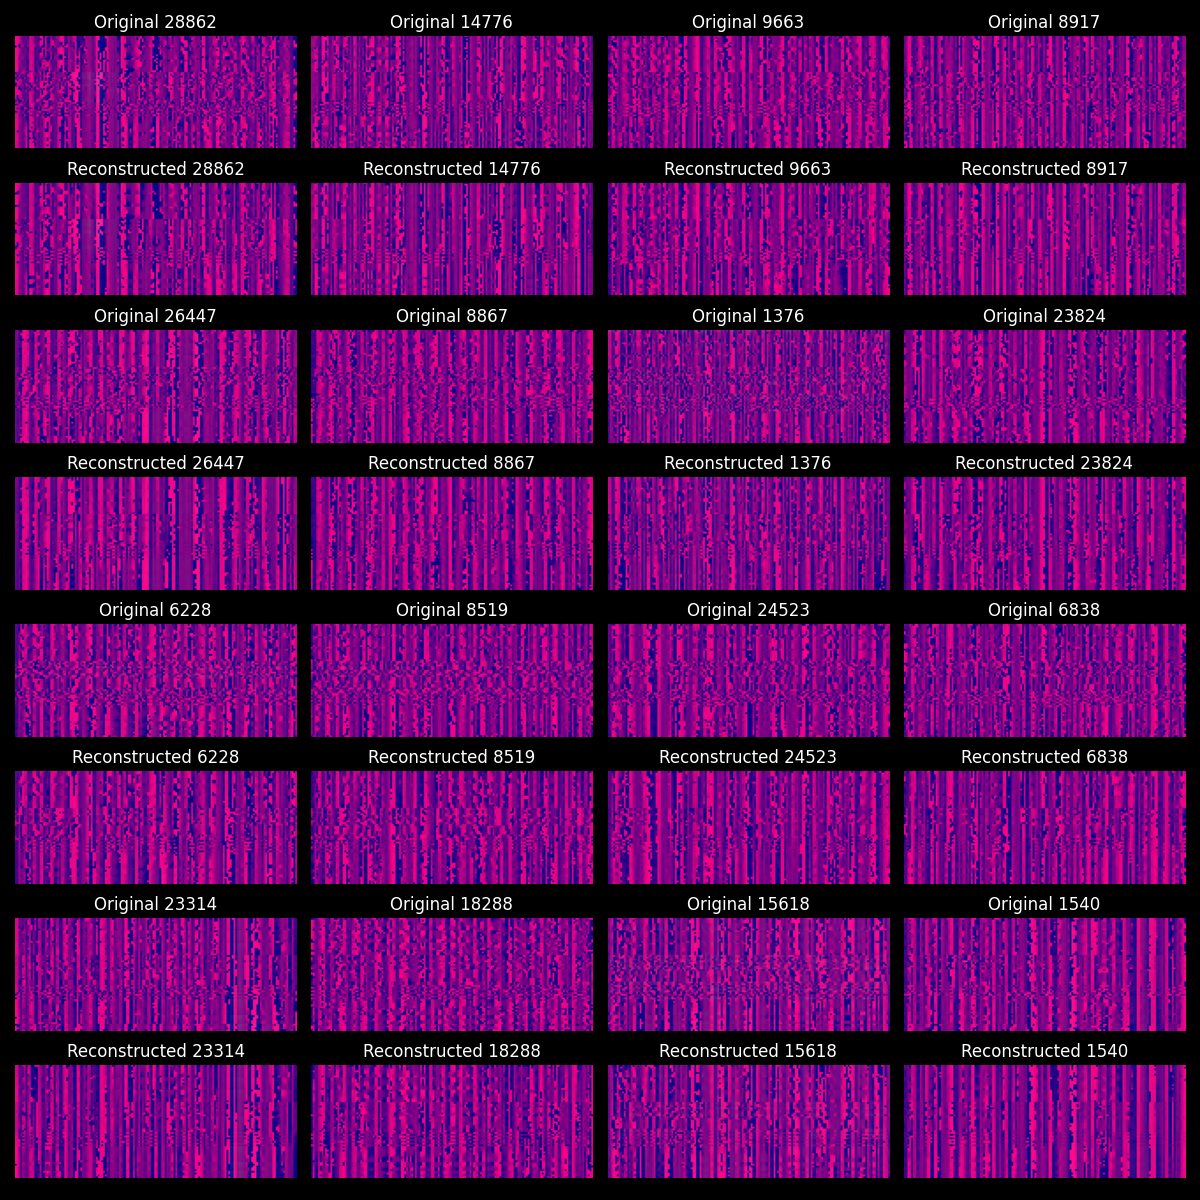 Original 28862 Original 14776 Original 9663 Original 8917
Reconstructed 28862 Reconstructed 14776 Reconstructed 9663 Reconstructed 8917
Original 26447 Original 8867 Original 1376 Original 23824
Reconstructed 26447 Reconstructed 8867 Reconstructed 1376 Reconstructed 23824
Original 6228 Original 8519 Original 24523 Original 6838
Reconstructed 6228 Reconstructed 8519 Reconstructed 24523 Reconstructed 6838
Original 23314 Original 18288 Original 15618 Original 1540
Reconstructed 23314 Reconstructed 18288 Reconstructed 15618 Reconstructed 1540